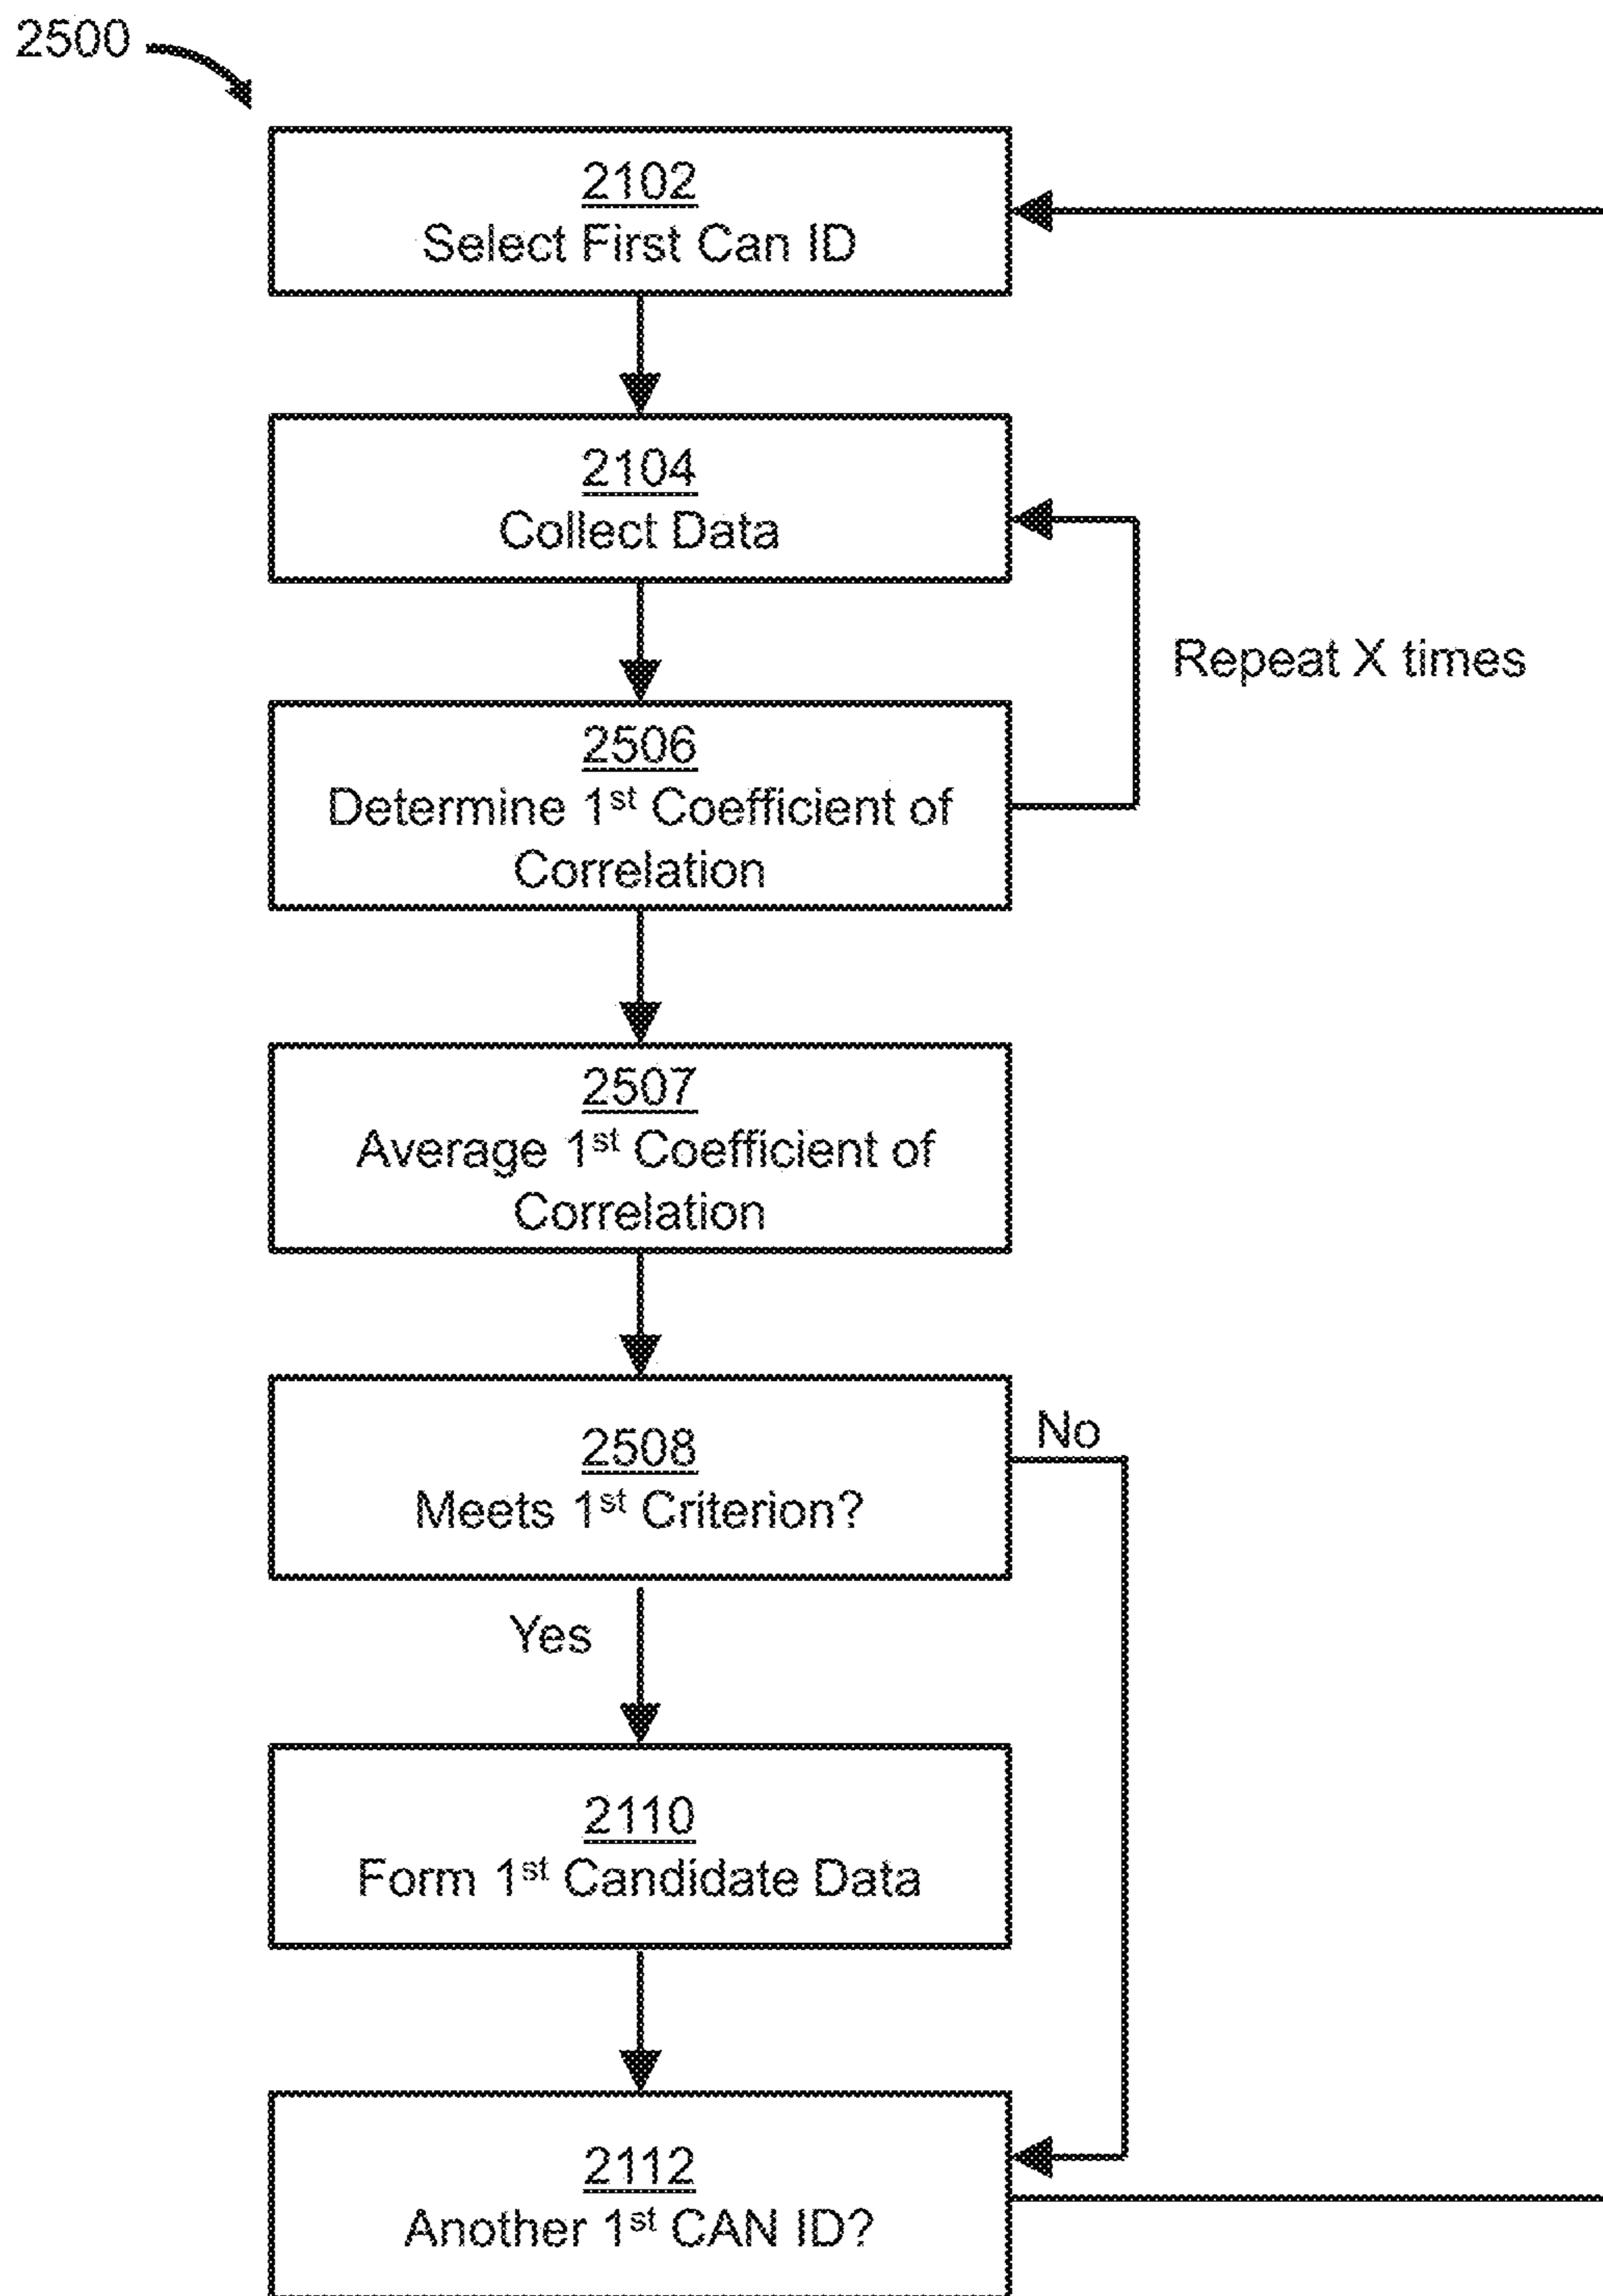 2500
2102
Select First Can ID
2104
Collect Data
Repeat X times
2506
Determine 1st Coefficient of
Correlation
2507
Average 1st Coefficient of
Correlation
2508
Meets 1st Criterion?
No
Yes
2110
Form 1st Candidate Data
2112
Another 1st CAN ID?